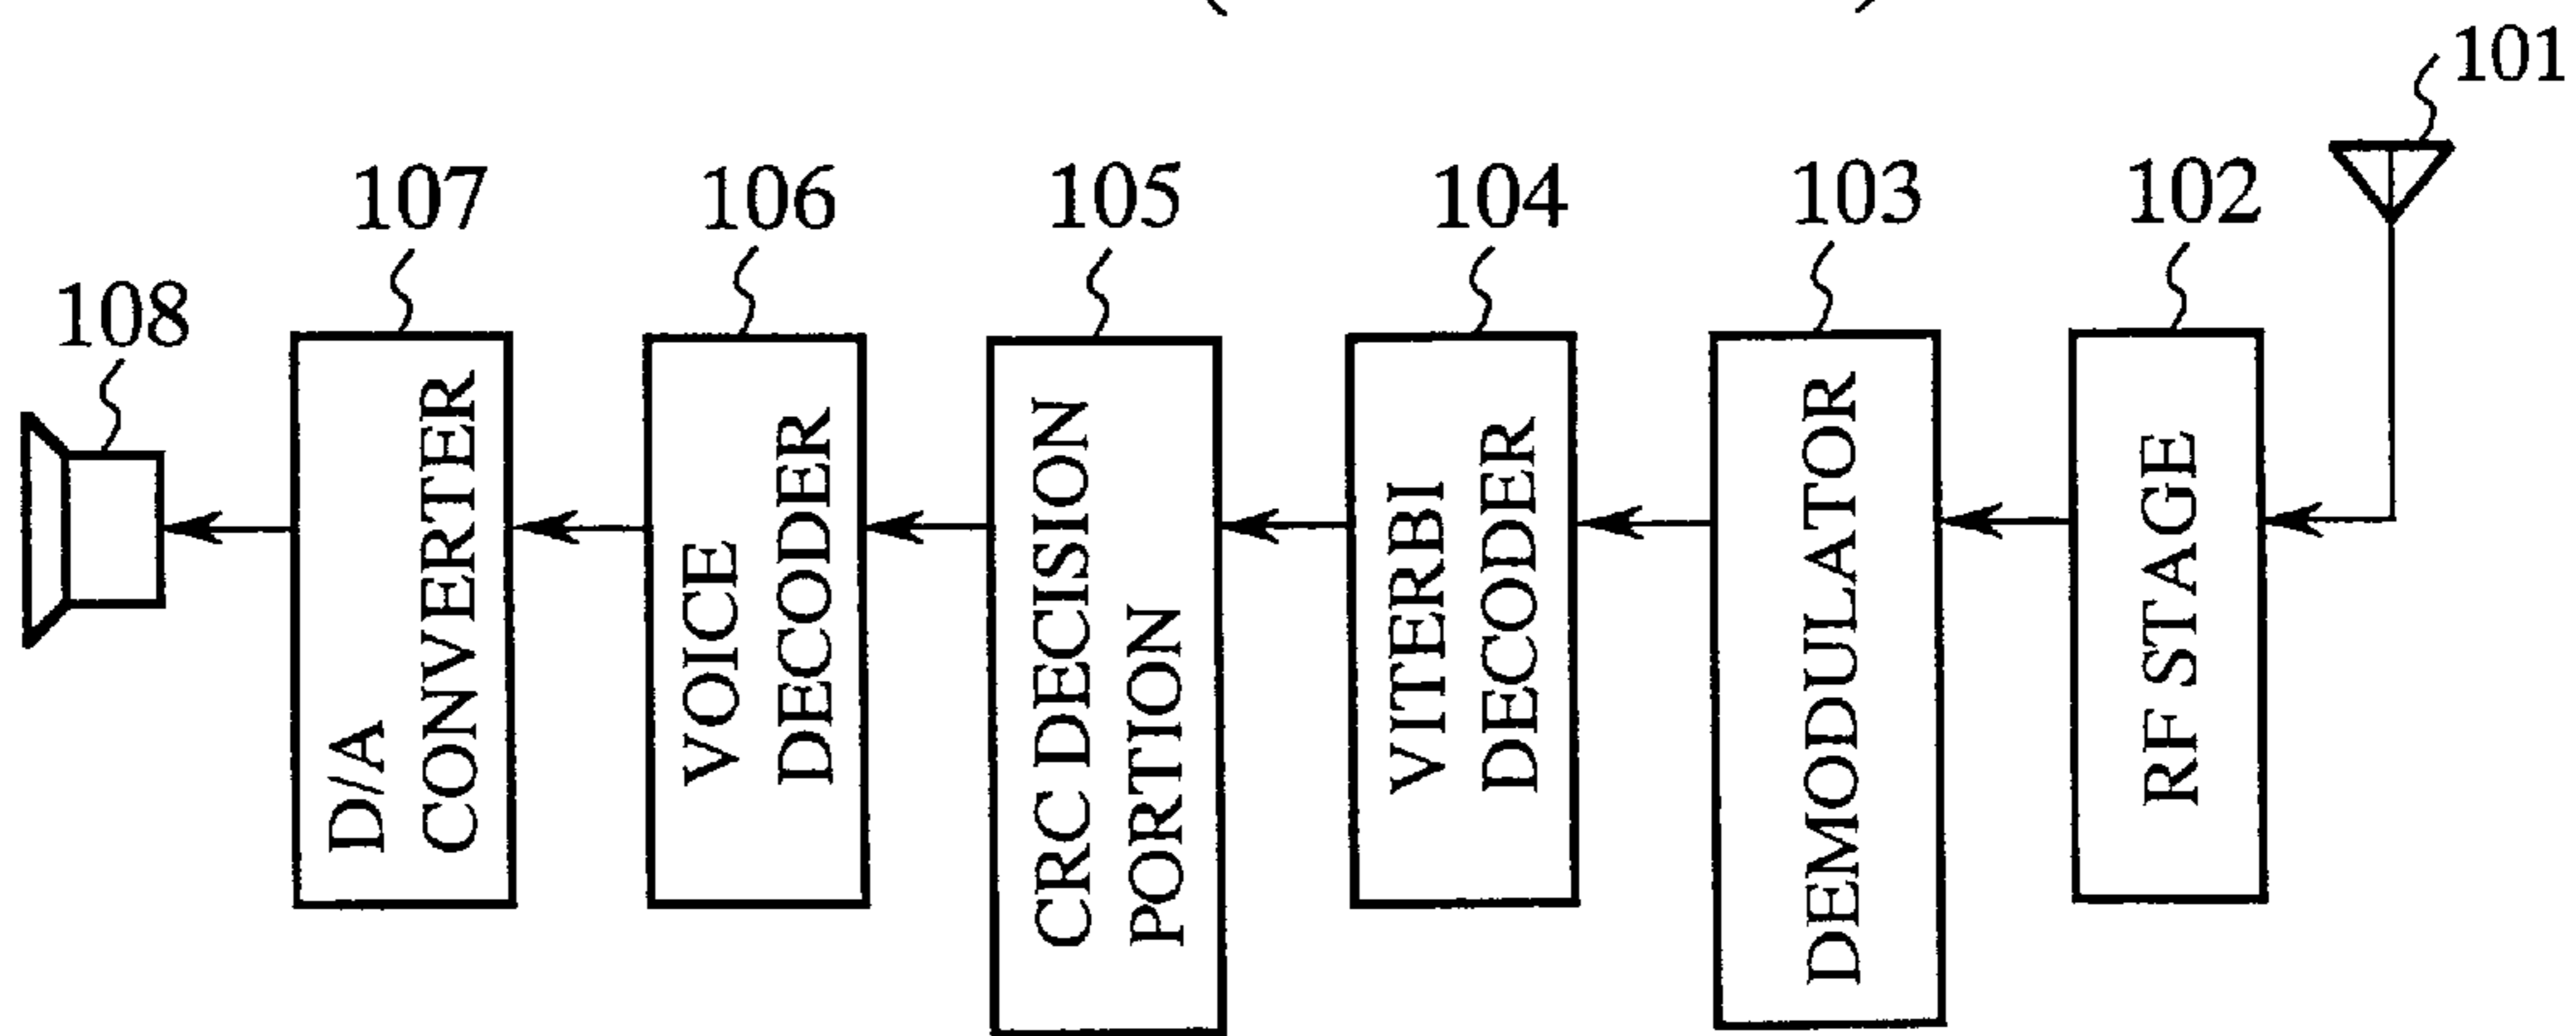 101
102
103
104
105
106
107
108
D/A
CONVERTER
VOICE
DECODER
CRC DECISION
PORTION
VITERBI
DECODER
DEMODULATOR
RF STAGE